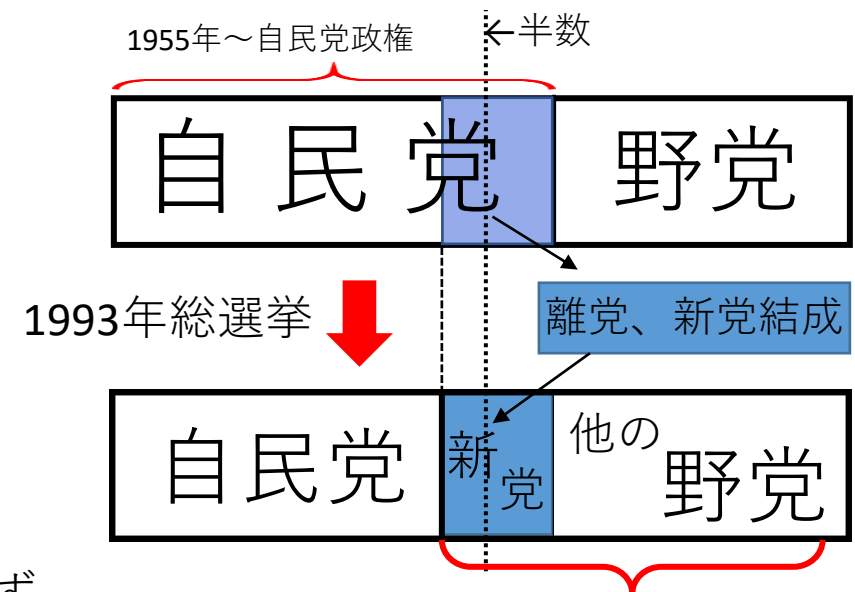 1955年～自民党政権
←半数
自民党
野党
1993年総選挙
離党、新党結成
自民党
新党
他の
野党
ず